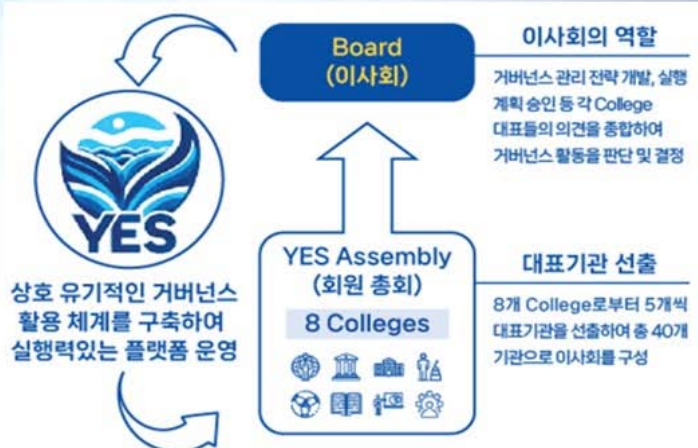 Board
(이사회)
이사회의 역할
거버넌스 관리 전략 개발, 실행
계획 승인 등 각 College
대표들의 의견을 종합하여
거버넌스 활동을 판단 및 결정
YES
상호 유기적인 거버넌스
활용 체계를 구축하여
실행력있는 플랫폼 운영
YES Assembly
(회원 총회)
8 Colleges
대표기관 선출
8개 College로부터 5개씩
대표기관을 선출하여 총 40개
기관으로 이사회를 구성